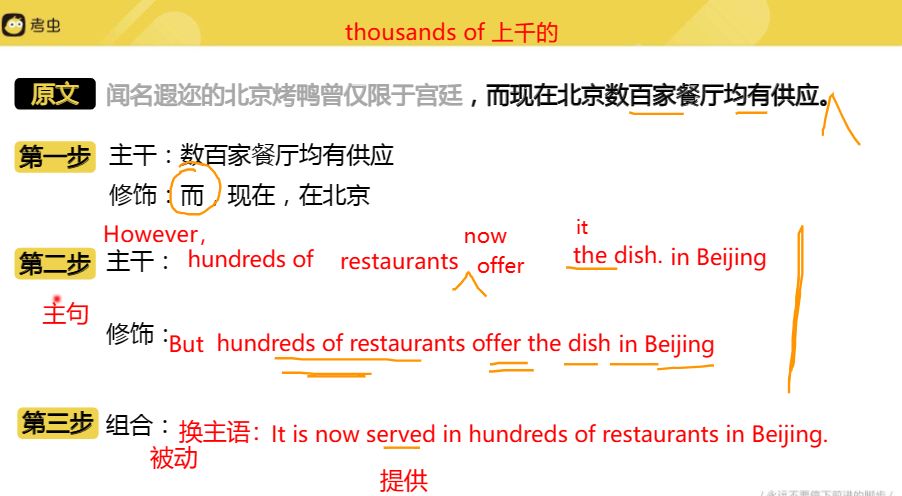 考虫
thousands of 上千的
原文 闻名遐迩的北京烤鸭曾仅限于宫廷，而现在北京数百家餐厅均有供应。
第一步 主干：数百家餐厅均有供应
修饰：而，现在，在北京
However,
now
it
第二步 主干： hundreds of restaurants offer the dish. in Beijing
主句
修饰：But hundreds of restaurants offer the dish in Beijing
第三步 组合：换主语：It is now served in hundreds of restaurants in Beijing.
被动
提供